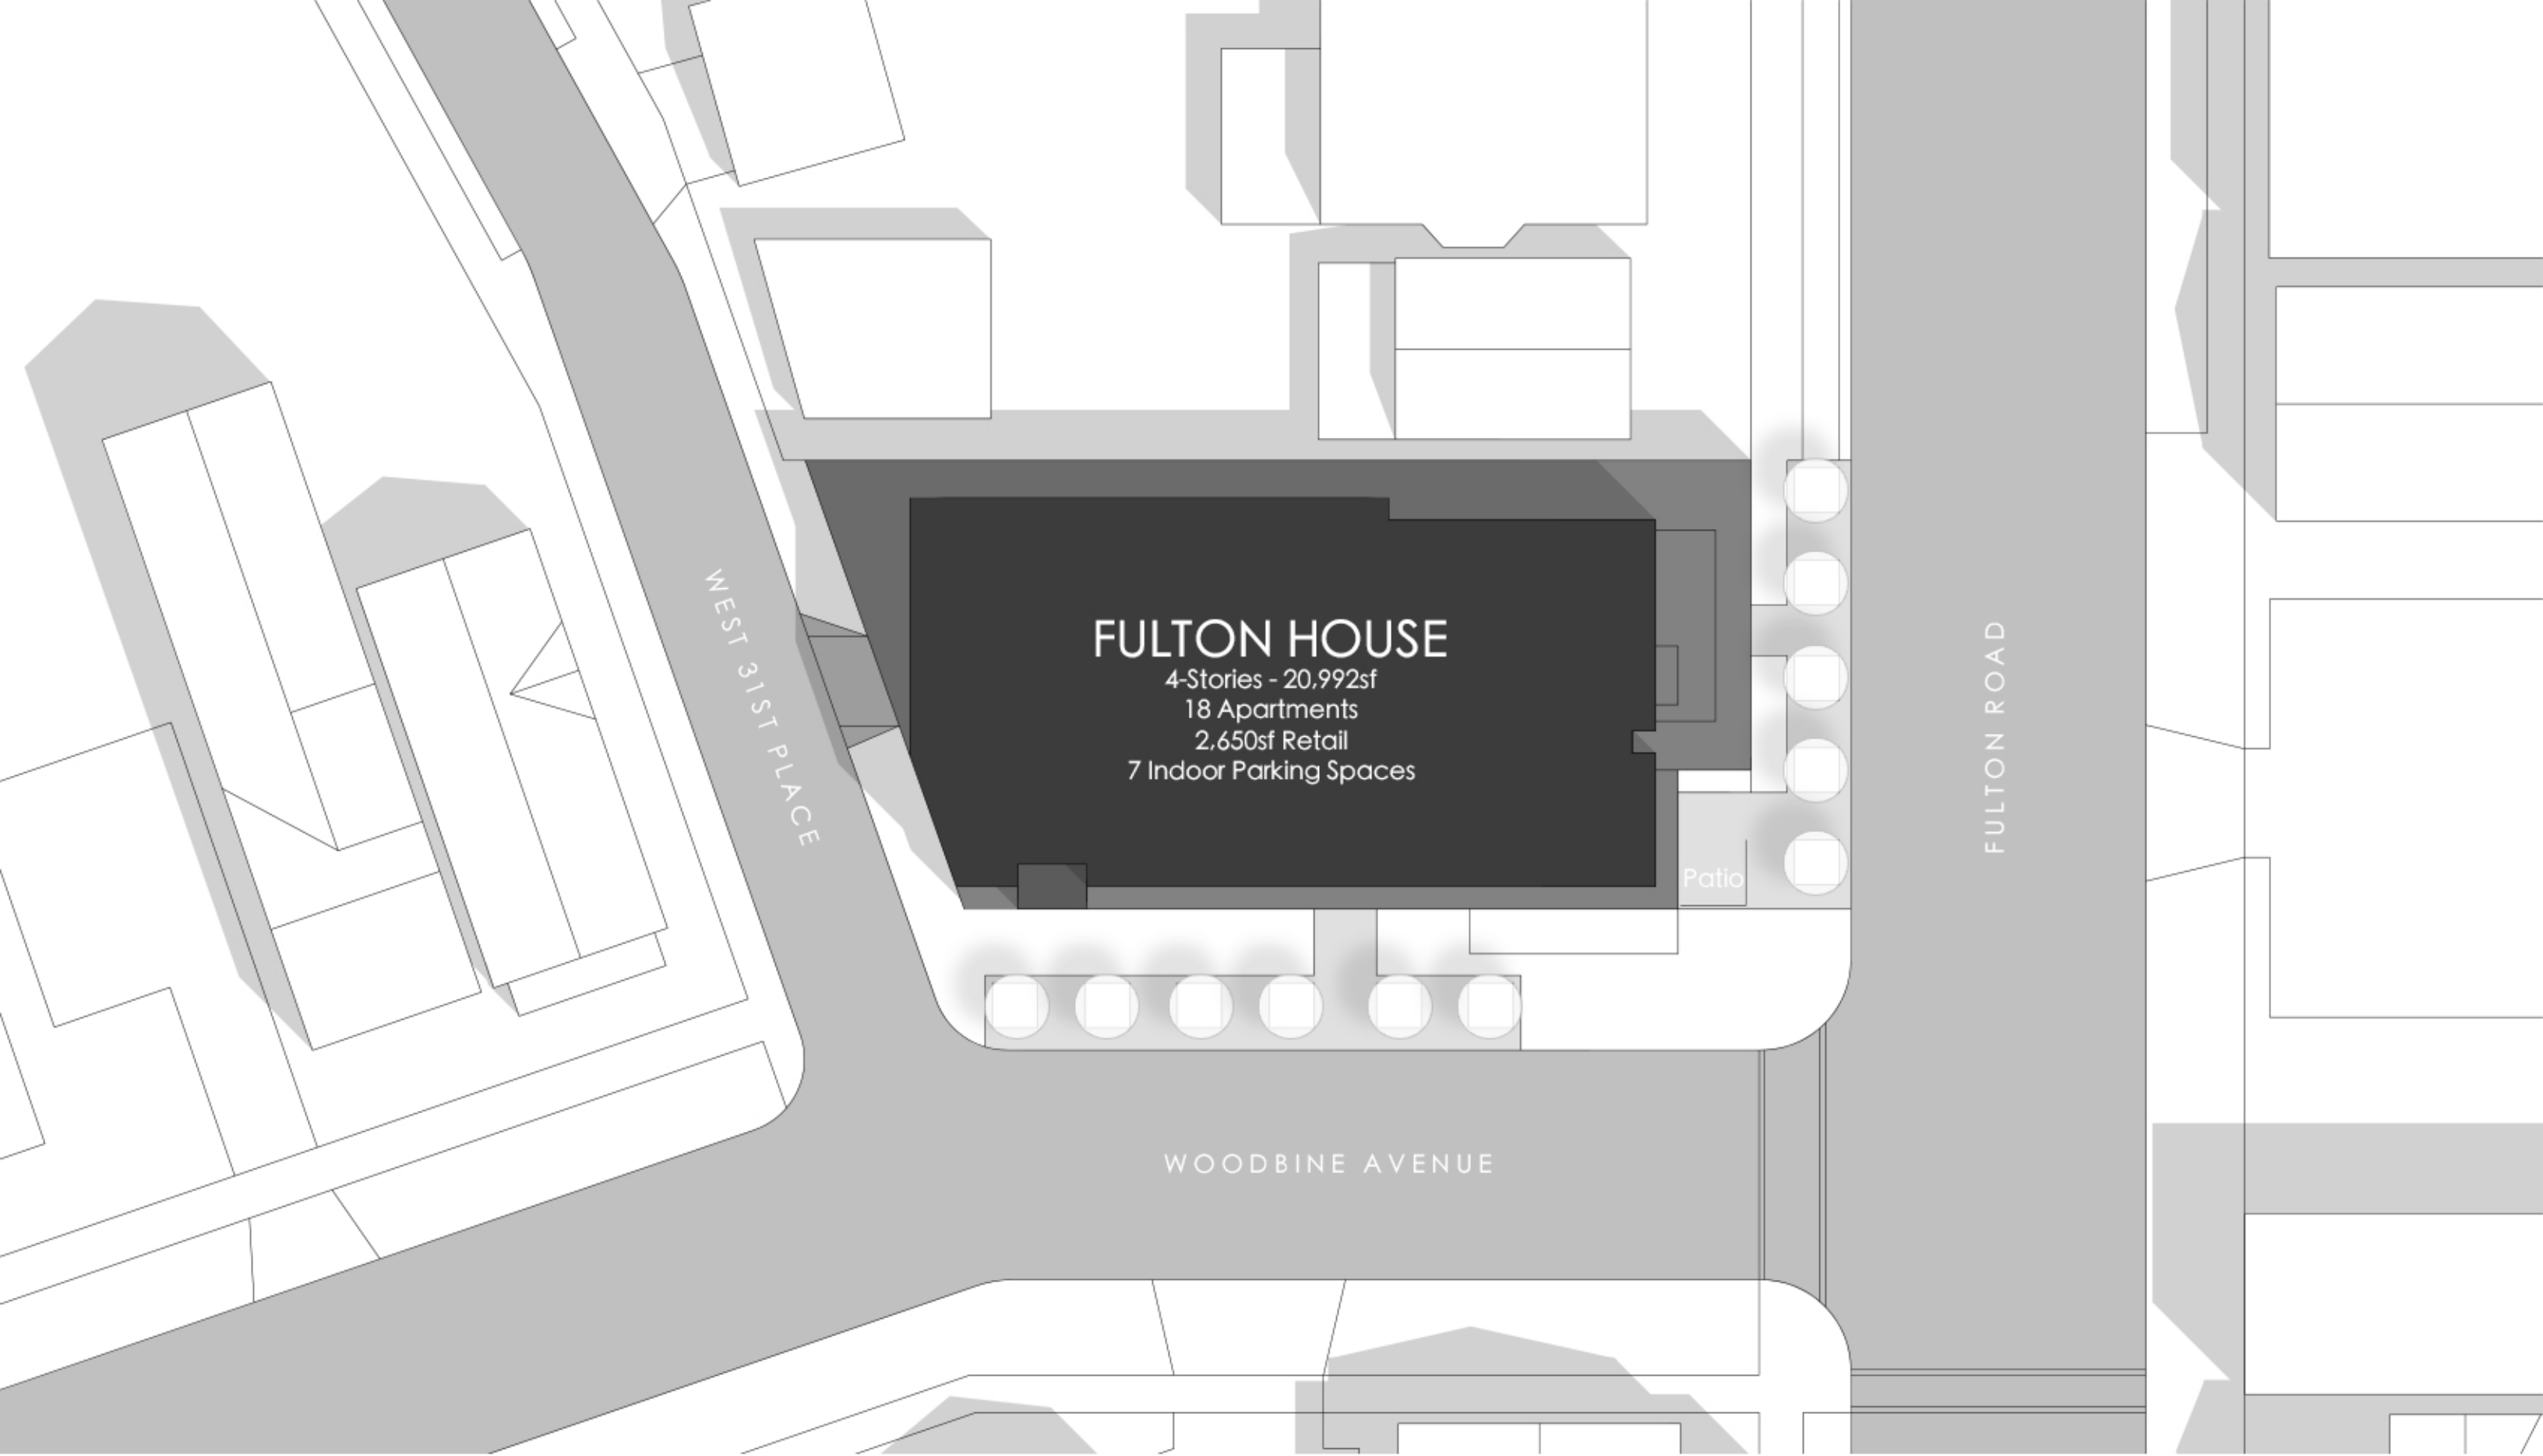 FULTON HOUSE
4-Stories - 20,992sf
18 Apartments
2,650sf Retail
7 Indoor Parking Spaces
WEST 31ST PLACE
FULTON ROAD
Patio
WOODBINE AVENUE